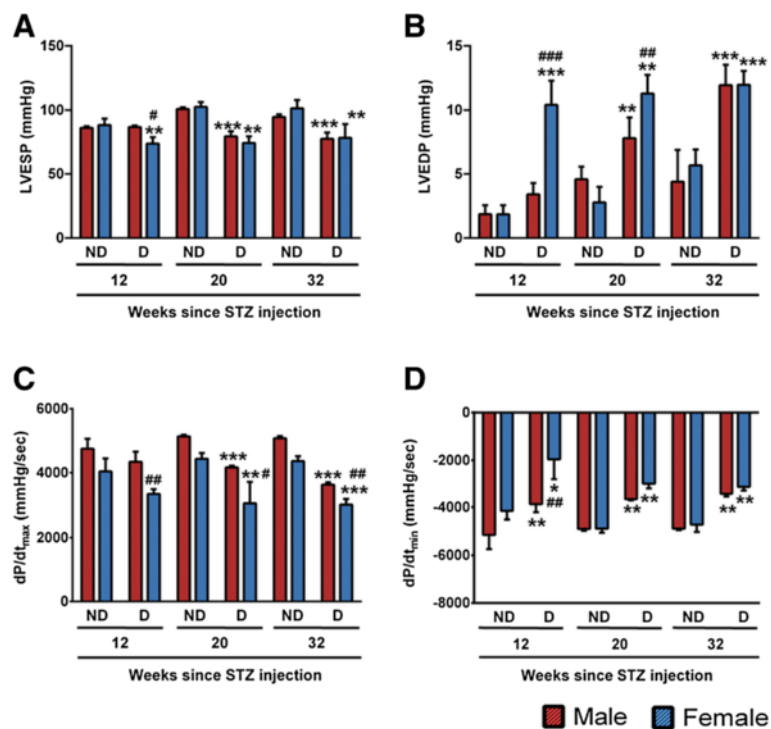 A
LVESP (mmHg)
150
100
50
0
#
**
***
**
***
**
ND D ND D ND D
12 20 32
Weeks since STZ injection
B
LVEDP (mmHg)
15
10
5
0
###
***
**
##
**
***
***
ND D ND D ND D
12 20 32
Weeks since STZ injection
C
dP/dtmax (mmHg/sec)
6000
4000
2000
0
##
***
**#
***
##
***
ND D ND D ND D
12 20 32
Weeks since STZ injection
D
dP/dtmin (mmHg/sec)
0
-2000
-4000
-6000
-8000
**
*
##
**
**
**
**
ND D ND D ND D
12 20 32
Weeks since STZ injection
Male Female